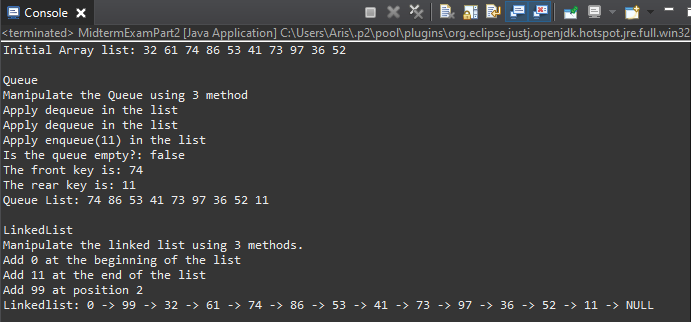 Console
<terminated> MidtermExamPart2 [Java Application] C:\Users\Aris\.p2\pool\plugins\org.eclipse.justj.openjdk.hotspot.jre.full.win32
Initial Array list: 32 61 74 86 53 41 73 97 36 52
Queue
Manipulate the Queue using 3 method
Apply dequeue in the list
Apply dequeue in the list
Apply enqueue(11) in the list
Is the queue empty?: false
The front key is: 74
The rear key is: 11
Queue List: 74 86 53 41 73 97 36 52 11
LinkedList
Manipulate the linked list using 3 methods.
Add 0 at the beginning of the list
Add 11 at the end of the list
Add 99 at position 2
Linkedlist: 0 -> 99 -> 32 -> 61 -> 74 -> 86 -> 53 -> 41 -> 73 -> 97 -> 36 -> 52 -> 11 -> NULL